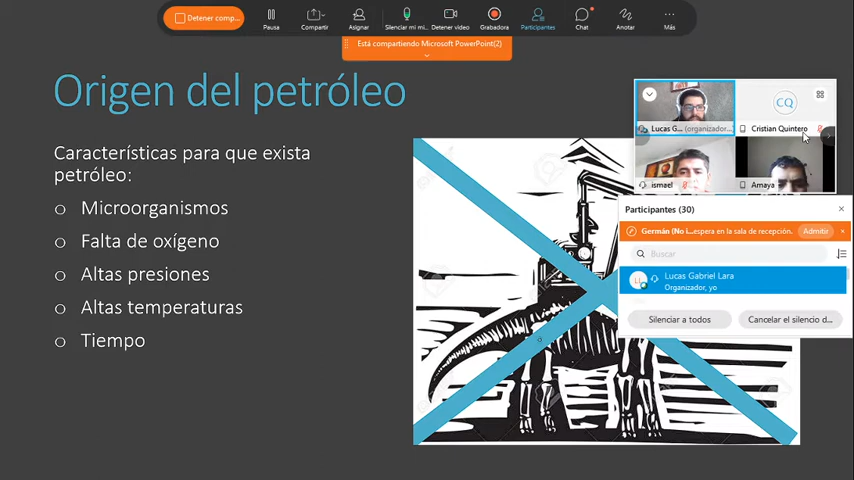 Detener comp...
Pausa
Compartir
Asignar
Silenciar mi mi...
Detener video
Grabadora
Participantes
Chat
Anotar
Más
Está compartiendo Microsoft PowerPoint(2)
Origen del petróleo
Características para que exista
petróleo:
o Microorganismos
o Falta de oxígeno
o Altas presiones
o Altas temperaturas
o Tiempo
CQ
Lucas G... (organizador...
Cristian Quintero
ismael
Amaya
Participantes (30)
Germán (No i...espera en la sala de recepción.
Admitir
Buscar
Lucas Gabriel Lara
Organizador, yo
Silenciar a todos
Cancelar el silencio d...